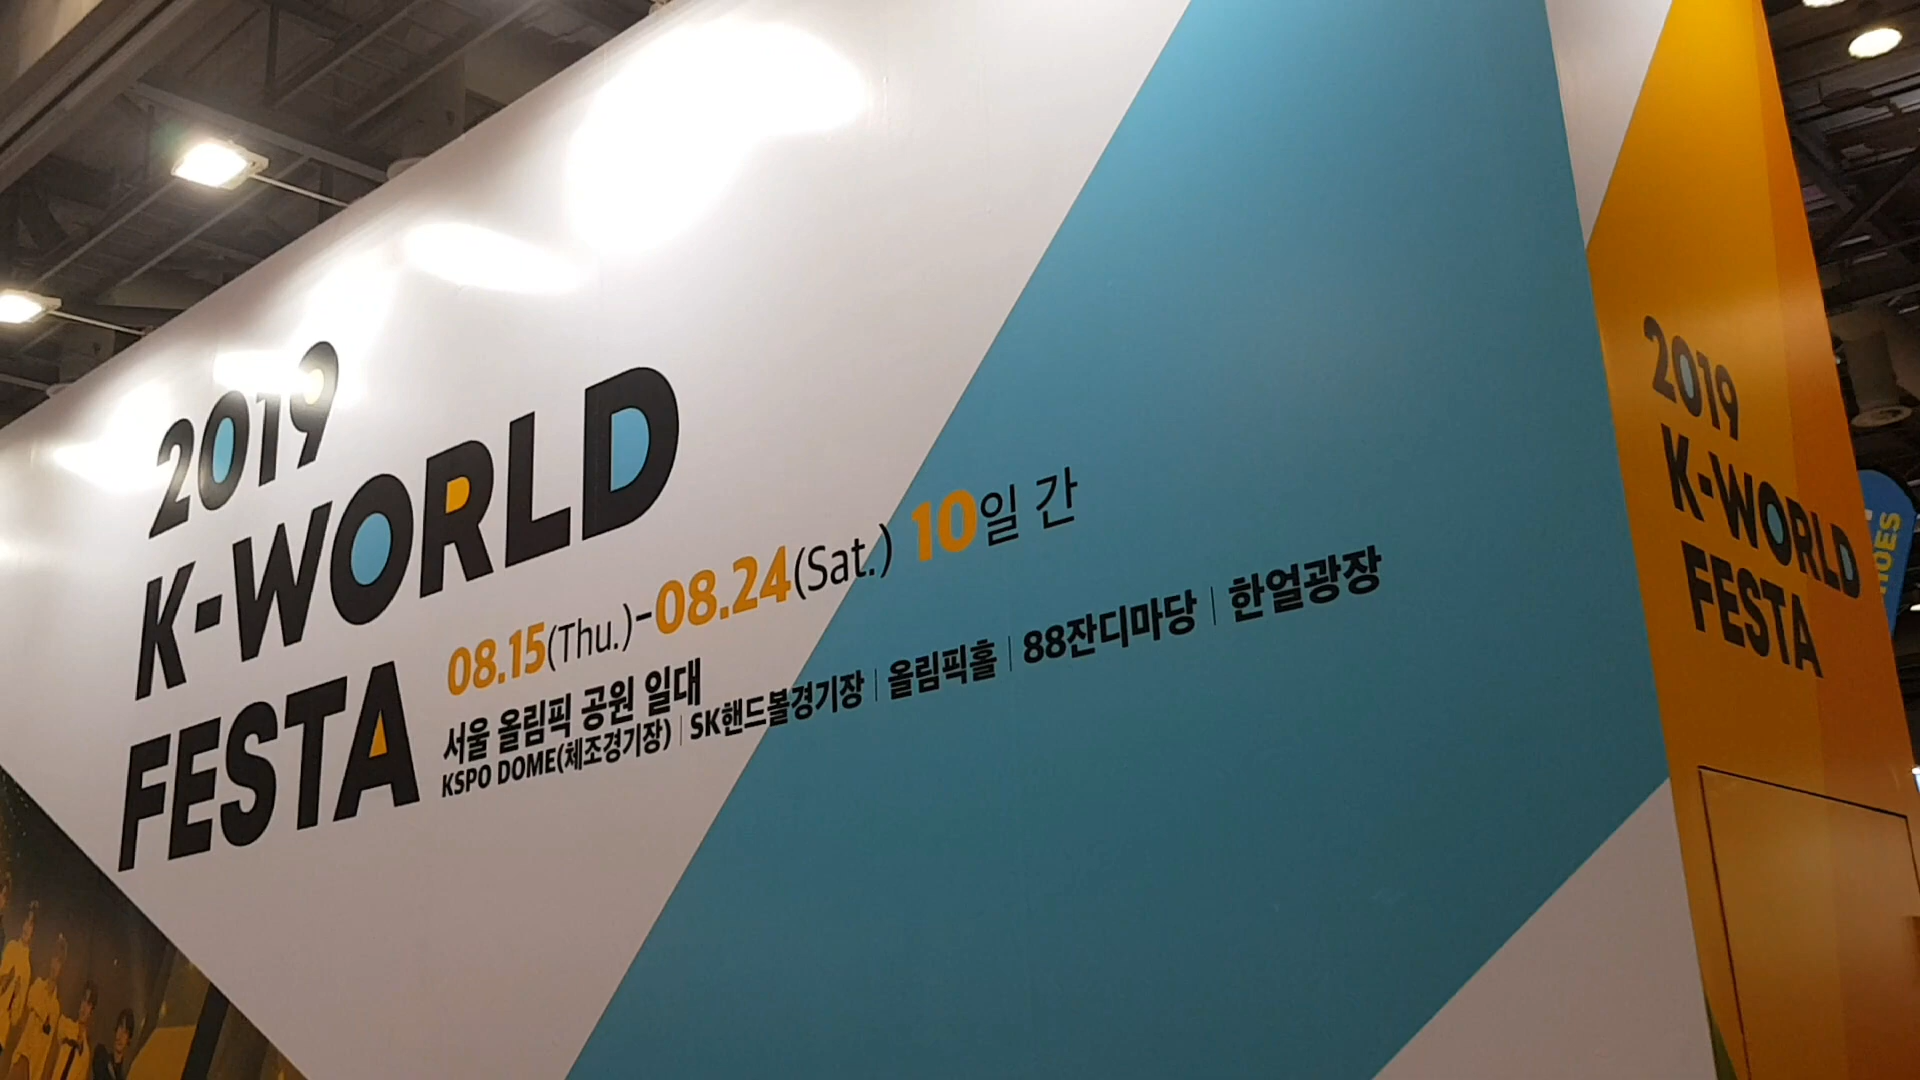 2019
K-WORLD
FESTA
08.15(Thu.)-08.24(Sat.) 10일 간
서울 올림픽 공원 일대
KSPO DOME(체조경기장) | SK핸드볼경기장 | 올림픽홀 | 88잔디마당 | 한얼광장
2019
K-WORLD
FESTA